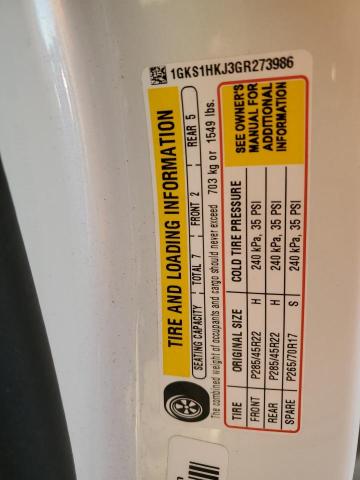 1GKS1HKJ3GR273986
TIRE AND LOADING INFORMATION
SEATING CAPACITY TOTAL 7 FRONT 2 REAR 5
The combined weight of occupants and cargo should never exceed 703 kg or 1549 lbs.
TIRE ORIGINAL SIZE COLD TIRE PRESSURE
FRONT P285/45R22 H 240 kPa, 35 PSI
REAR P285/45R22 H 240 kPa, 35 PSI
SPARE P265/70R17 S 240 kPa, 35 PSI
SEE OWNER'S
MANUAL FOR
ADDITIONAL
INFORMATION